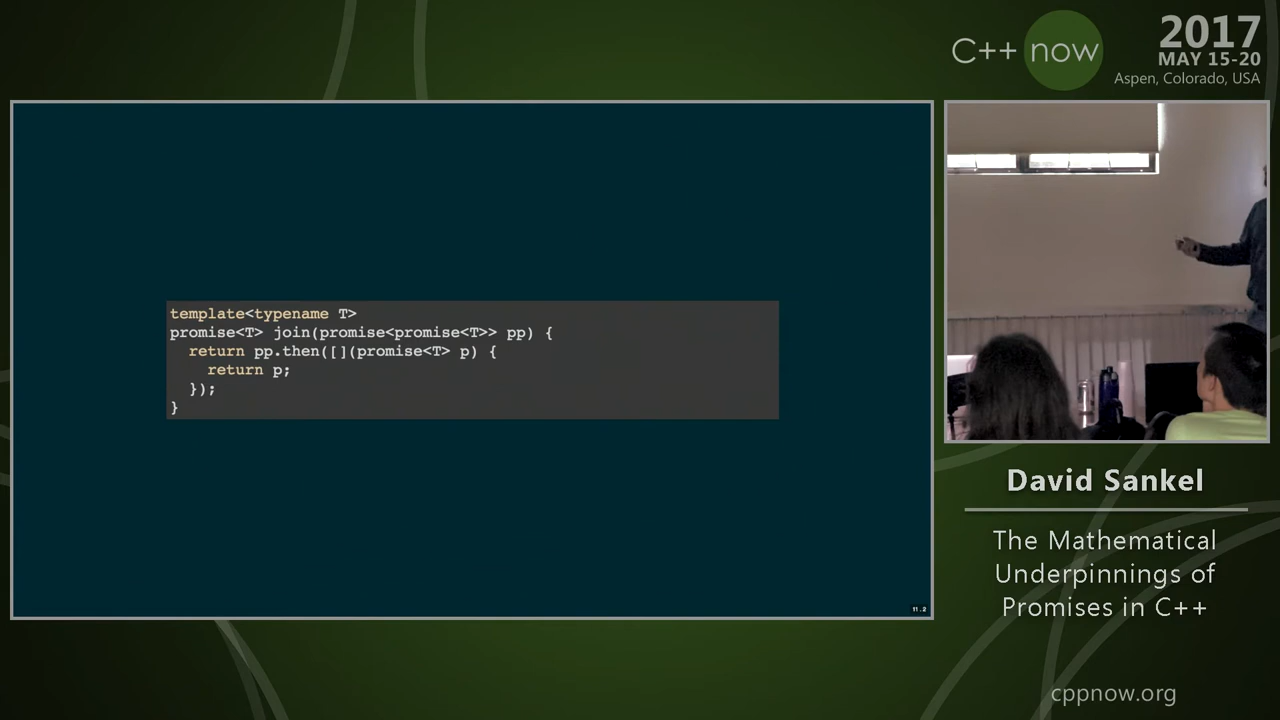 C++ now
2017
MAY 15-20
Aspen, Colorado, USA
template<typename T>
promise<T> join(promise<promise<T>> pp) {
  return pp.then([](promise<T> p) {
    return p;
  });
}
11.2
David Sankel
The Mathematical
Underpinnings of
Promises in C++
cppnow.org